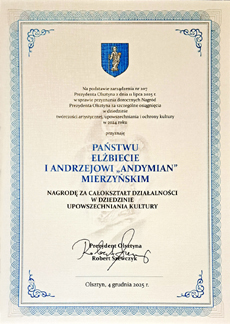 Na podstawie zarządzenia nr 207
Prezydenta Olsztyna z dnia 11 lipca 2025 r.
w sprawie przyznania dorocznych Nagród
Prezydenta Olsztyna za szczególne osiągnięcia
w dziedzinie
twórczości artystycznej, upowszechniania i ochrony kultury
w 2024 roku
przyznaję
PAŃSTWU
ELŻBIECIE
I ANDRZEJOWI „ANDYMIAN”
MIERZYŃSKIM
NAGRODĘ ZA CAŁOKSZTAŁT DZIAŁALNOŚCI
W DZIEDZINIE
UPOWSZECHNIANIA KULTURY
Prezydent Olsztyna
Robert Szewczyk
Olsztyn, 4 grudnia 2025 r.